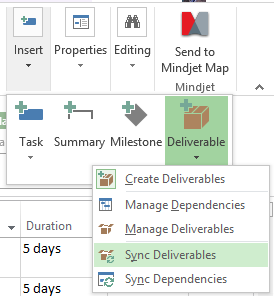 Insert
Properties
Editing
Send to
Mindjet Map
Mindjet
Task
Summary
Milestone
Deliverable
Create Deliverables
Manage Dependencies
Manage Deliverables
Sync Deliverables
Sync Dependencies
Duration
5 days
5 days